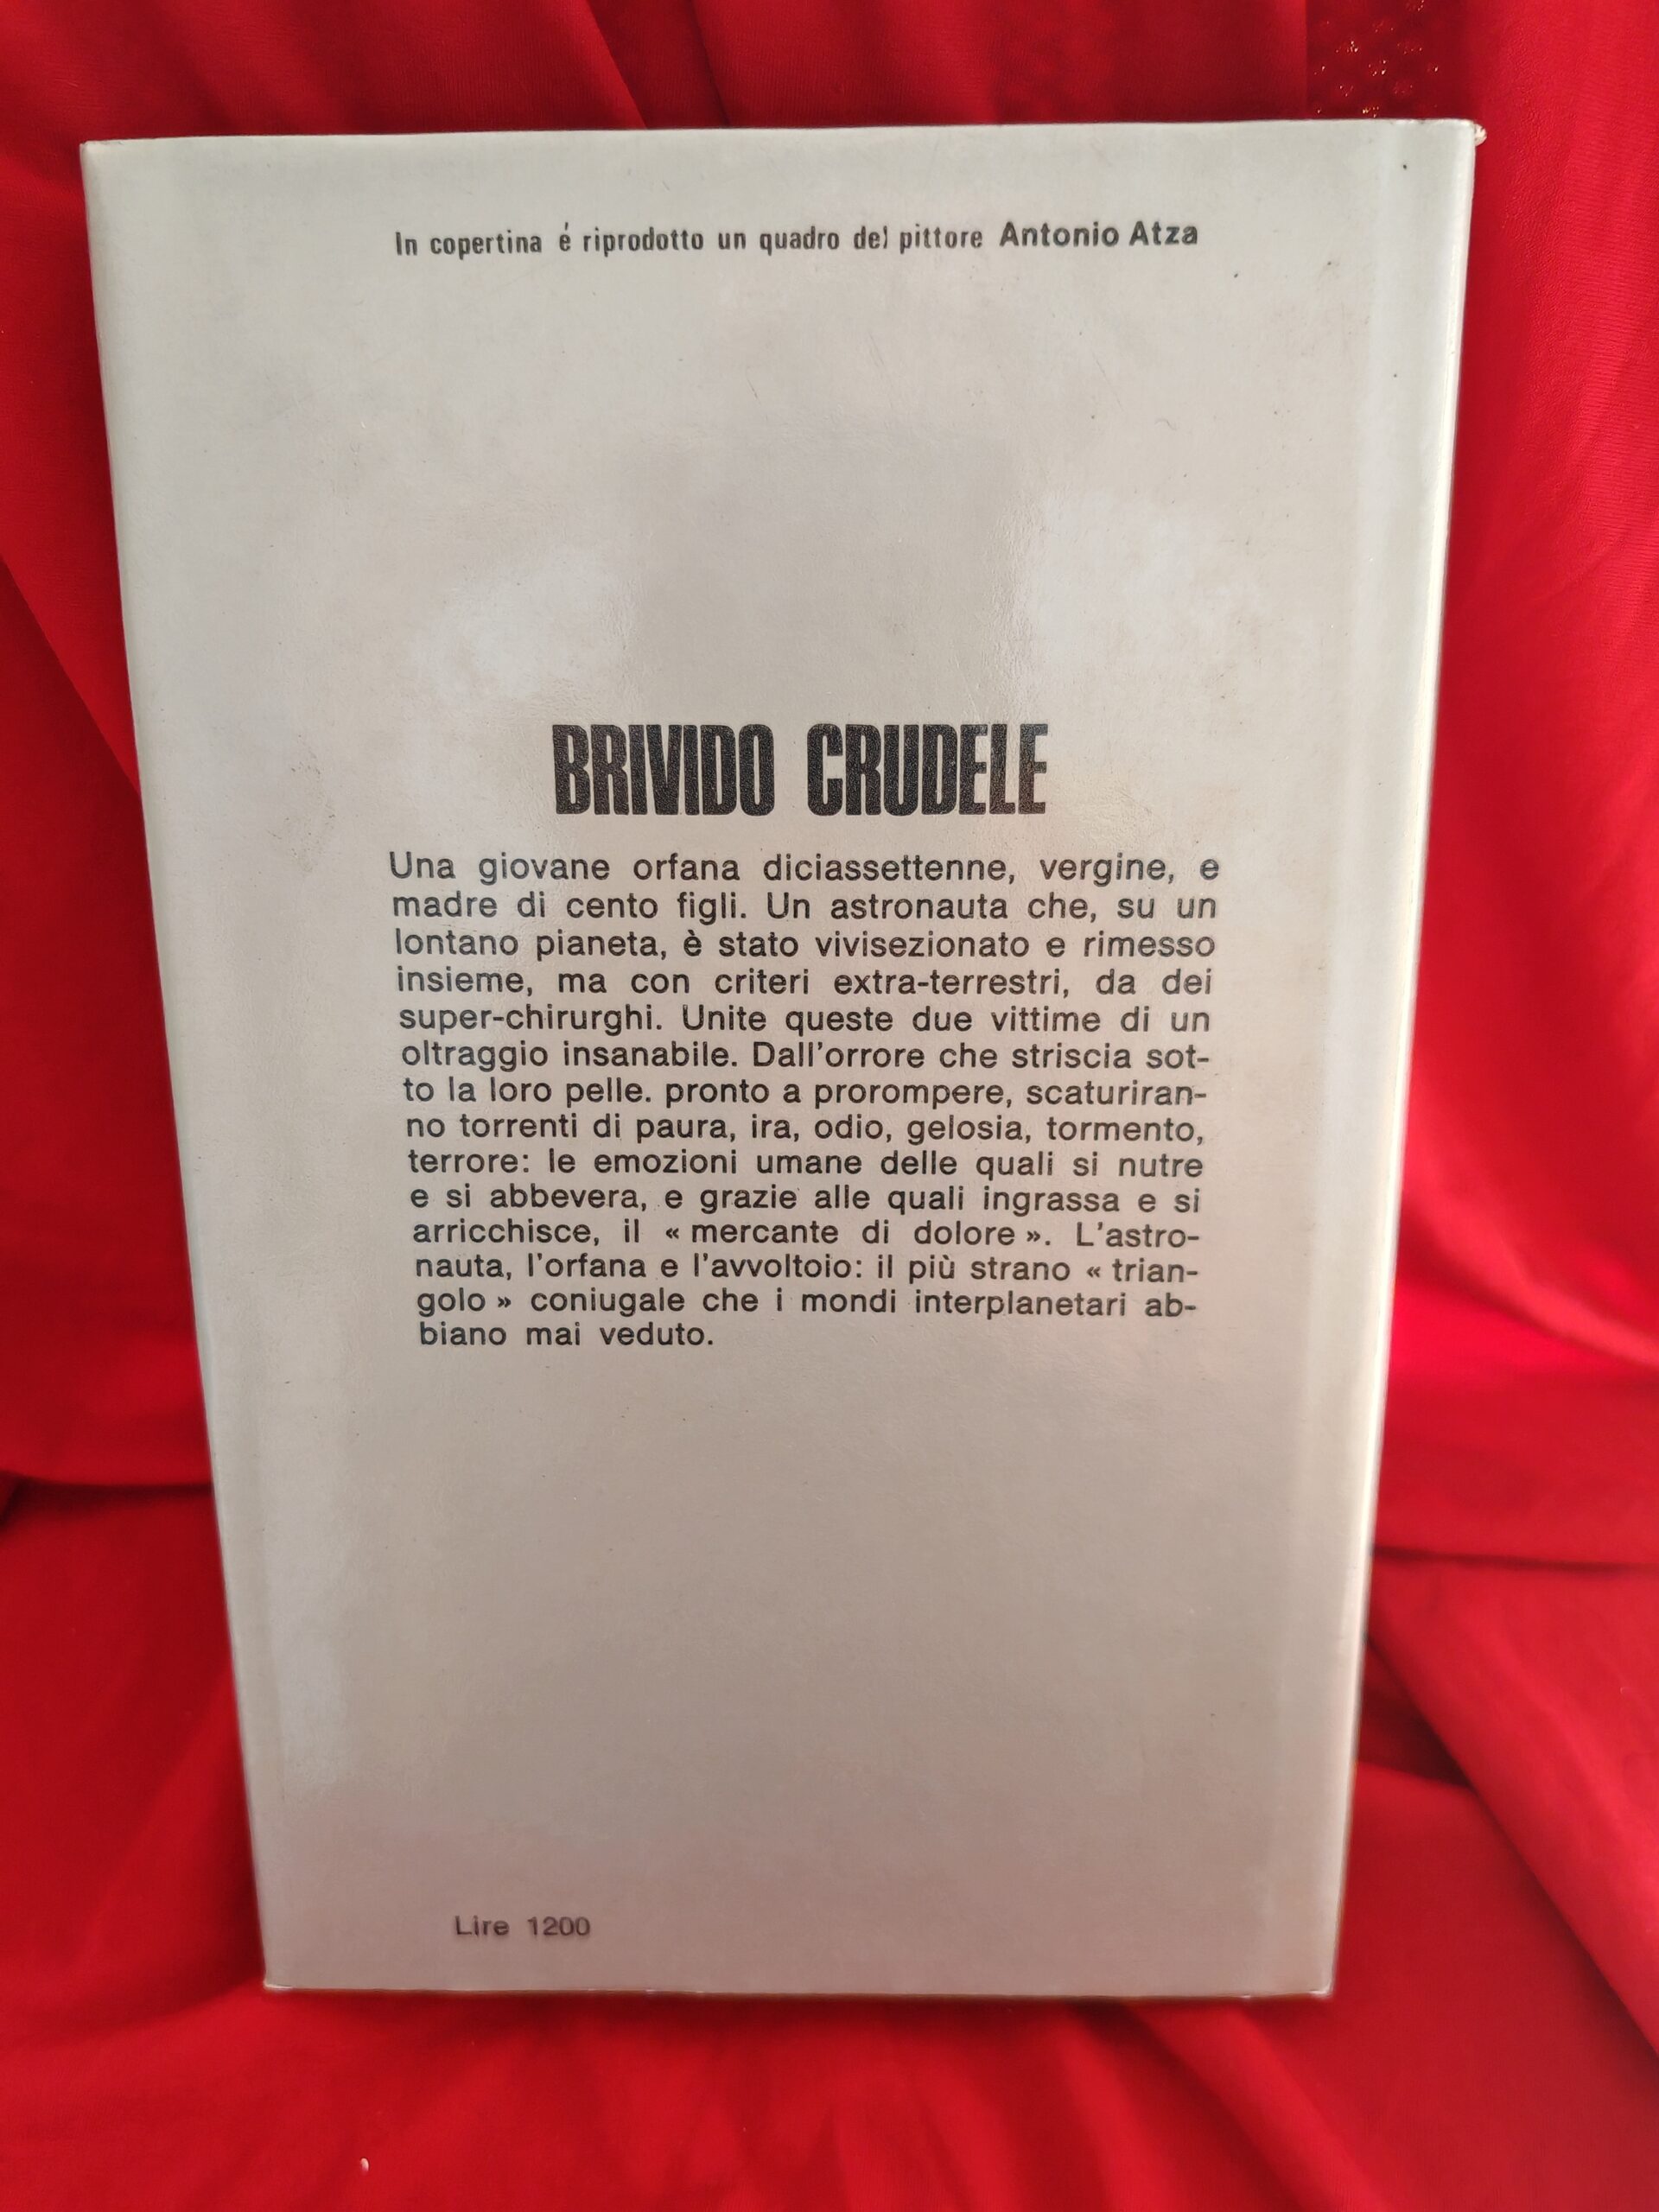 In copertina é riprodotto un quadro del pittore Antonio Atza
BRIVIDO CRUDELE
Una giovane orfana diciassettenne, vergine, e
madre di cento figli. Un astronauta che, su un
lontano pianeta, è stato vivisezionato e rimesso
insieme, ma con criteri extra-terrestri, da dei
super-chirurghi. Unite queste due vittime di un
oltraggio insanabile. Dall'orrore che striscia sot-
to la loro pelle. pronto a prorompere, scaturiran-
no torrenti di paura, ira, odio, gelosia, tormento,
terrore: le emozioni umane delle quali si nutre
e si abbevera, e grazie alle quali ingrassa e si
arricchisce, il « mercante di dolore ». L'astro-
nauta, l'orfana e l'avvoltoio: il più strano « trian-
golo » coniugale che i mondi interplanetari ab-
biano mai veduto.
Lire 1200